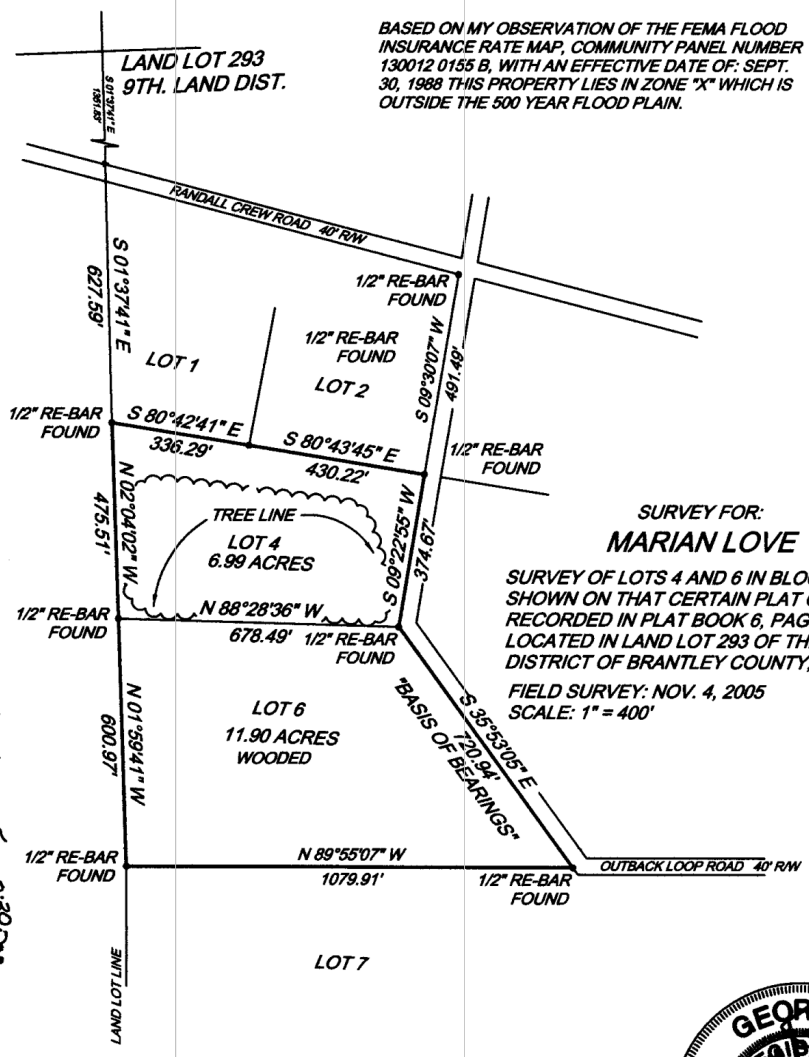 BASED ON MY OBSERVATION OF THE FEMA FLOOD
INSURANCE RATE MAP, COMMUNITY PANEL NUMBER
130012 0155 B, WITH AN EFFECTIVE DATE OF: SEPT.
30, 1988 THIS PROPERTY LIES IN ZONE "X" WHICH IS
OUTSIDE THE 500 YEAR FLOOD PLAIN.
LAND LOT 293
9TH. LAND DIST.
S 01°37'41" E
1361.83'
RANDALL CREW ROAD 40' R/W
S 01°37'41" E
627.59'
1/2" RE-BAR
FOUND
1/2" RE-BAR
FOUND
S 09°30'07" W
491.49'
LOT 1
LOT 2
1/2" RE-BAR
FOUND
S 80°42'41" E
336.29'
S 80°43'45" E
430.22'
1/2" RE-BAR
FOUND
N 02°04'02" W
475.51'
TREE LINE
LOT 4
6.99 ACRES
S 09°22'55" W
374.67'
SURVEY FOR:
MARIAN LOVE
SURVEY OF LOTS 4 AND 6 IN
SHOWN ON THAT CERTAIN PLAT
RECORDED IN PLAT BOOK 6,
LOCATED IN LAND LOT 293 OF
DISTRICT OF BRANTLEY COUNTY,
FIELD SURVEY: NOV. 4, 2005
SCALE: 1" = 400'
1/2" RE-BAR
FOUND
N 88°28'36" W
678.49'
1/2" RE-BAR
FOUND
N 01°59'41" W
600.97'
LOT 6
11.90 ACRES
WOODED
S 35°53'05" E
720.94'
"BASIS OF BEARINGS"
1/2" RE-BAR
FOUND
N 89°55'07" W
1079.91'
1/2" RE-BAR
FOUND
OUTBACK LOOP ROAD 40' R/W
LAND LOT LINE
LOT 7